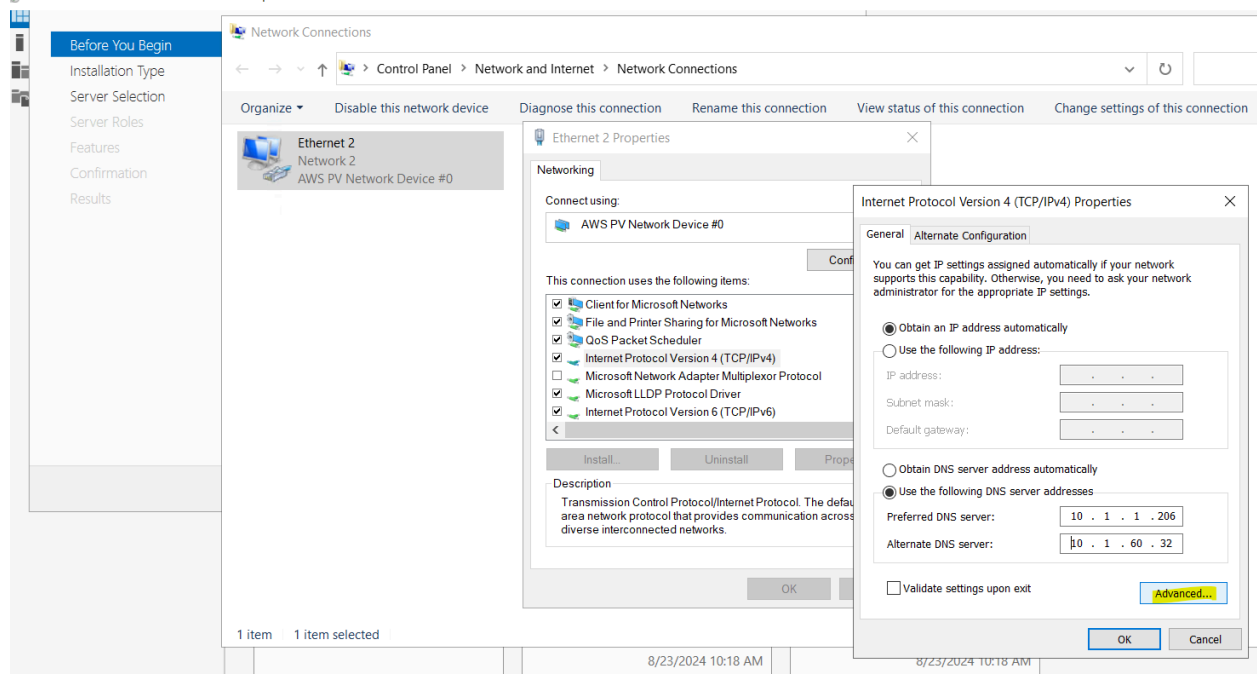 Before You Begin
Installation Type
Server Selection
Server Roles
Features
Confirmation
Results
Network Connections
Control Panel > Network and Internet > Network Connections
Organize Disable this network device Diagnose this connection Rename this connection View status of this connection Change settings of this connection
Ethernet 2
Network 2
AWS PV Network Device #0
1 item 1 item selected
Ethernet 2 Properties
Networking
Connect using:
AWS PV Network Device #0
Conf
This connection uses the following items:
Client for Microsoft Networks
File and Printer Sharing for Microsoft Networks
QoS Packet Scheduler
Internet Protocol Version 4 (TCP/IPv4)
Microsoft Network Adapter Multiplexor Protocol
Microsoft LLDP Protocol Driver
Internet Protocol Version 6 (TCP/IPv6)
Install... Uninstall Prope
Description
Transmission Control Protocol/Internet Protocol. The defau
area network protocol that provides communication across
diverse interconnected networks.
OK
Internet Protocol Version 4 (TCP/IPv4) Properties
General Alternate Configuration
You can get IP settings assigned automatically if your network
supports this capability. Otherwise, you need to ask your network
administrator for the appropriate IP settings.
Obtain an IP address automatically
Use the following IP address:
IP address: . . .
Subnet mask: . . .
Default gateway: . . .
Obtain DNS server address automatically
Use the following DNS server addresses
Preferred DNS server: 10 . 1 . 1 . 206
Alternate DNS server: 10 . 1 . 60 . 32
Validate settings upon exit
Advanced...
OK Cancel
8/23/2024 10:18 AM 8/23/2024 10:18 AM